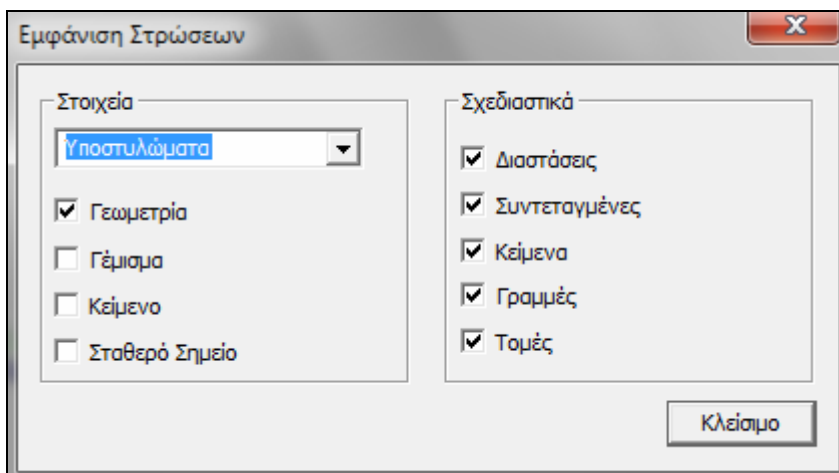 Εμφάνιση Στρώσεων
Στοιχεία
Υποστυλώματα
Γεωμετρία
Γέμισμα
Κείμενο
Σταθερό Σημείο
Σχεδιαστικά
Διαστάσεις
Συντεταγμένες
Κείμενα
Γραμμές
Τομές
Κλείσιμο